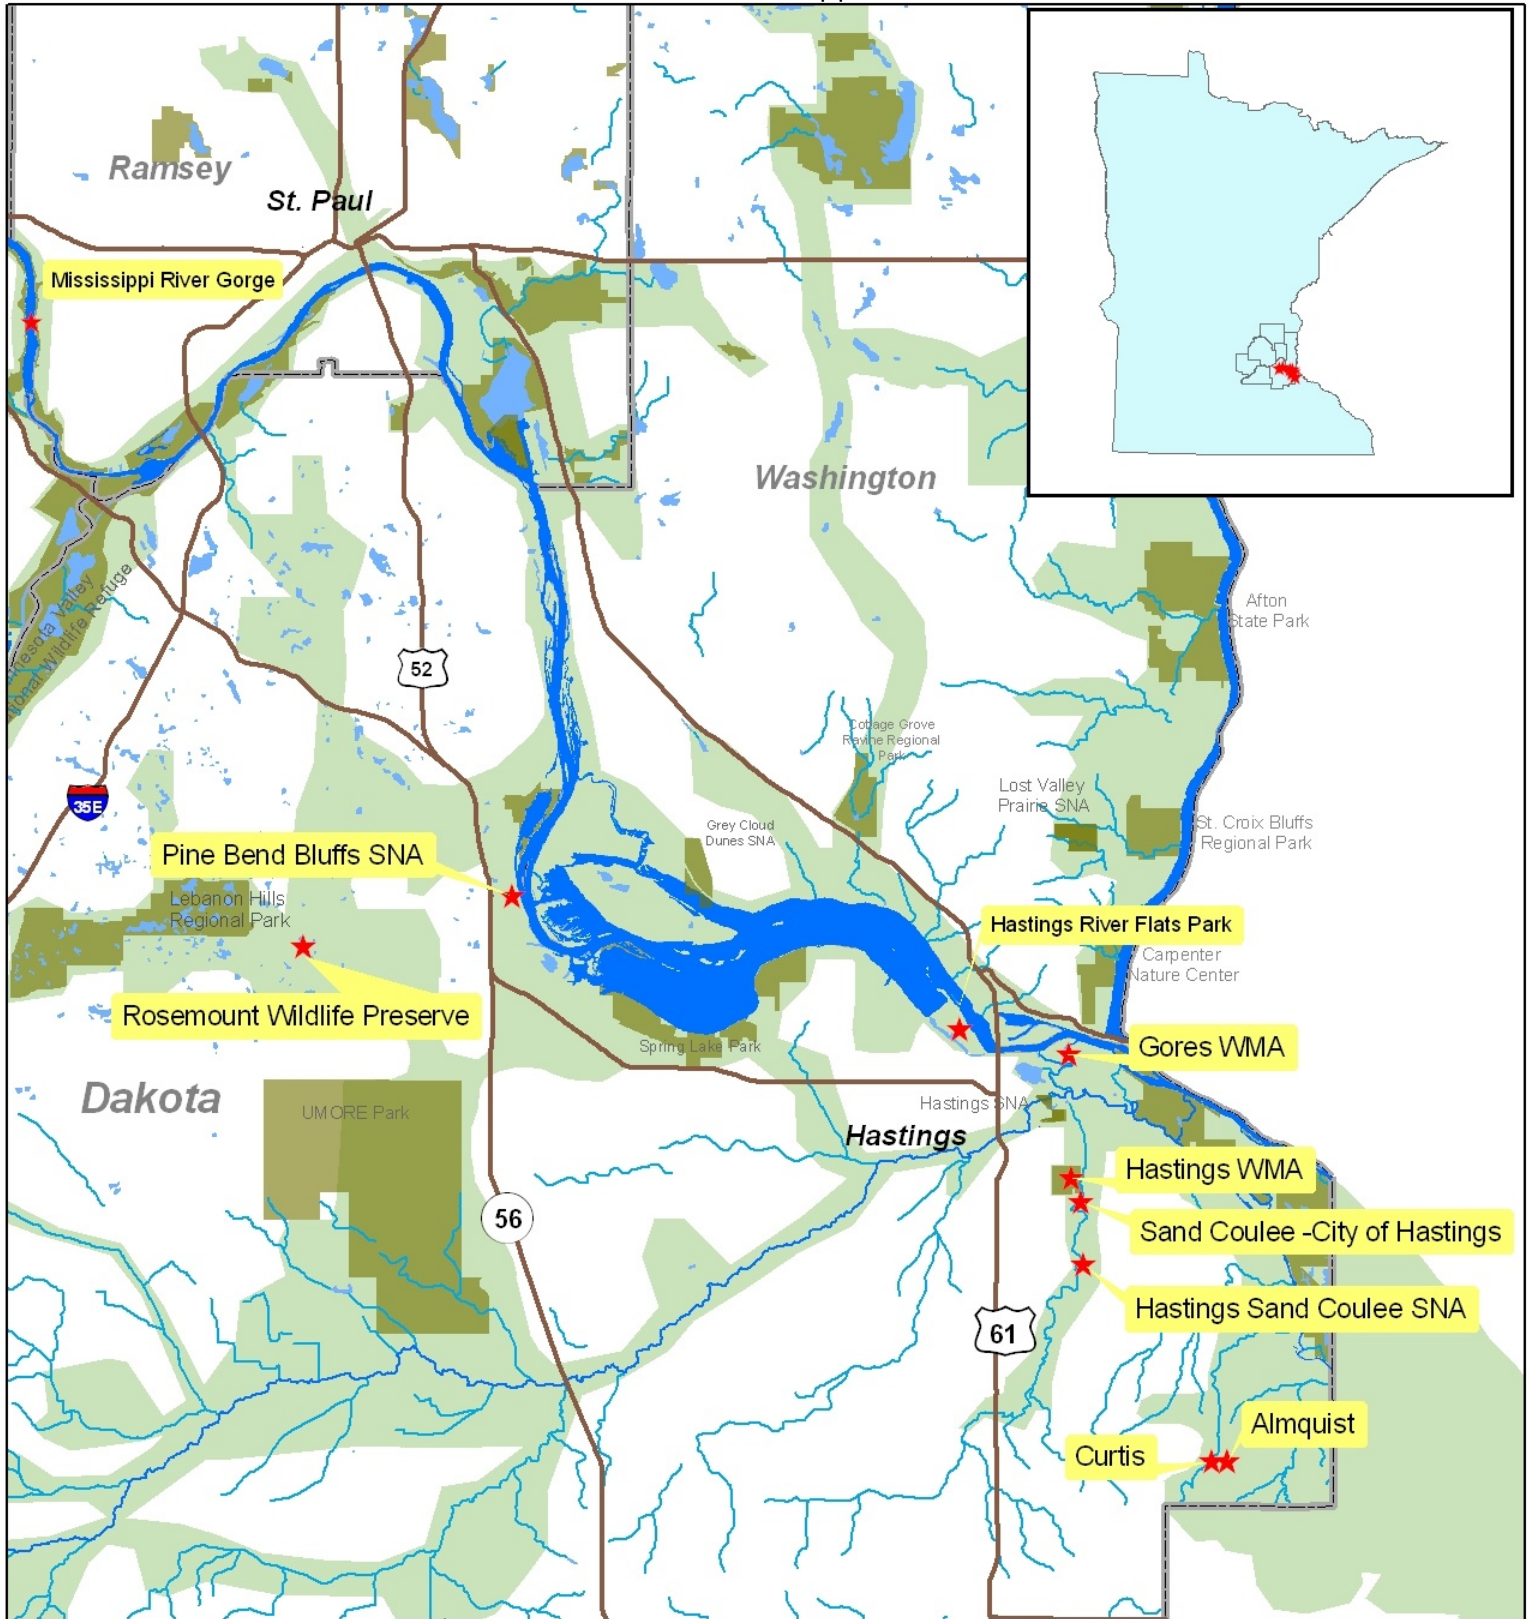 Ramsey
St. Paul
Mississippi River Gorge
Washington
Afton
State Park
Wildlife Refuge
Valley
52
Cottage Grove
Ravine Regional
Park
35E
Lost Valley
Prairie SNA
Grey Cloud
Dunes SNA
St. Croix Bluffs
Regional Park
Pine Bend Bluffs SNA
Lebanon Hills
Regional Park
Hastings River Flats Park
Carpenter
Nature Center
Rosemount Wildlife Preserve
Spring Lake Park
Gores WMA
Dakota
UMORE Park
Hastings SNA
Hastings
Hastings WMA
56
Sand Coulee -City of Hastings
Hastings Sand Coulee SNA
61
Almquist
Curtis